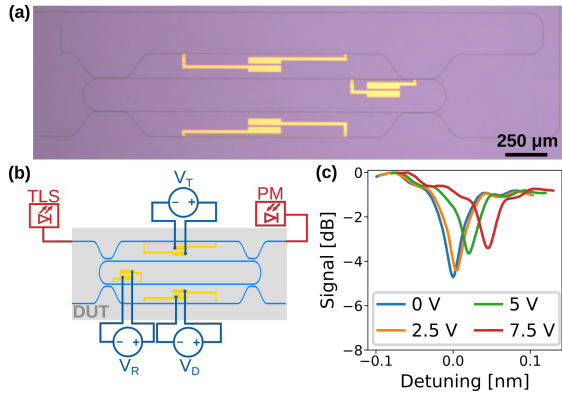 (a)
250 µm
(b)
TLS
V_T
PM
DUT
− +
− +
− +
V_R
V_D
(c)
Signal [dB]
0
−2
−4
−6
−8
0 V
5 V
2.5 V
7.5 V
−0.1
0.0
0.1
Detuning [nm]